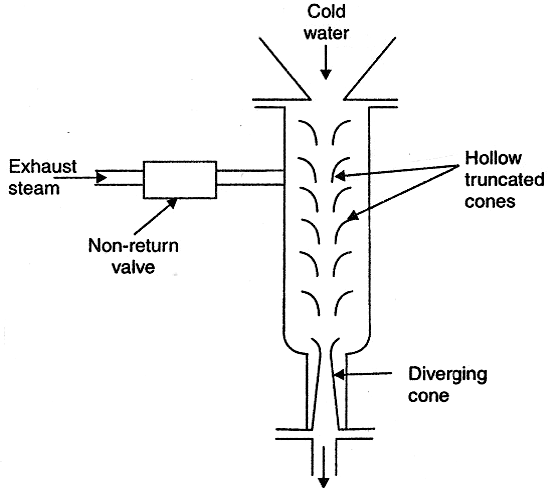 Cold
water
Exhaust
steam
Hollow
truncated
cones
Non-return
valve
Diverging
cone